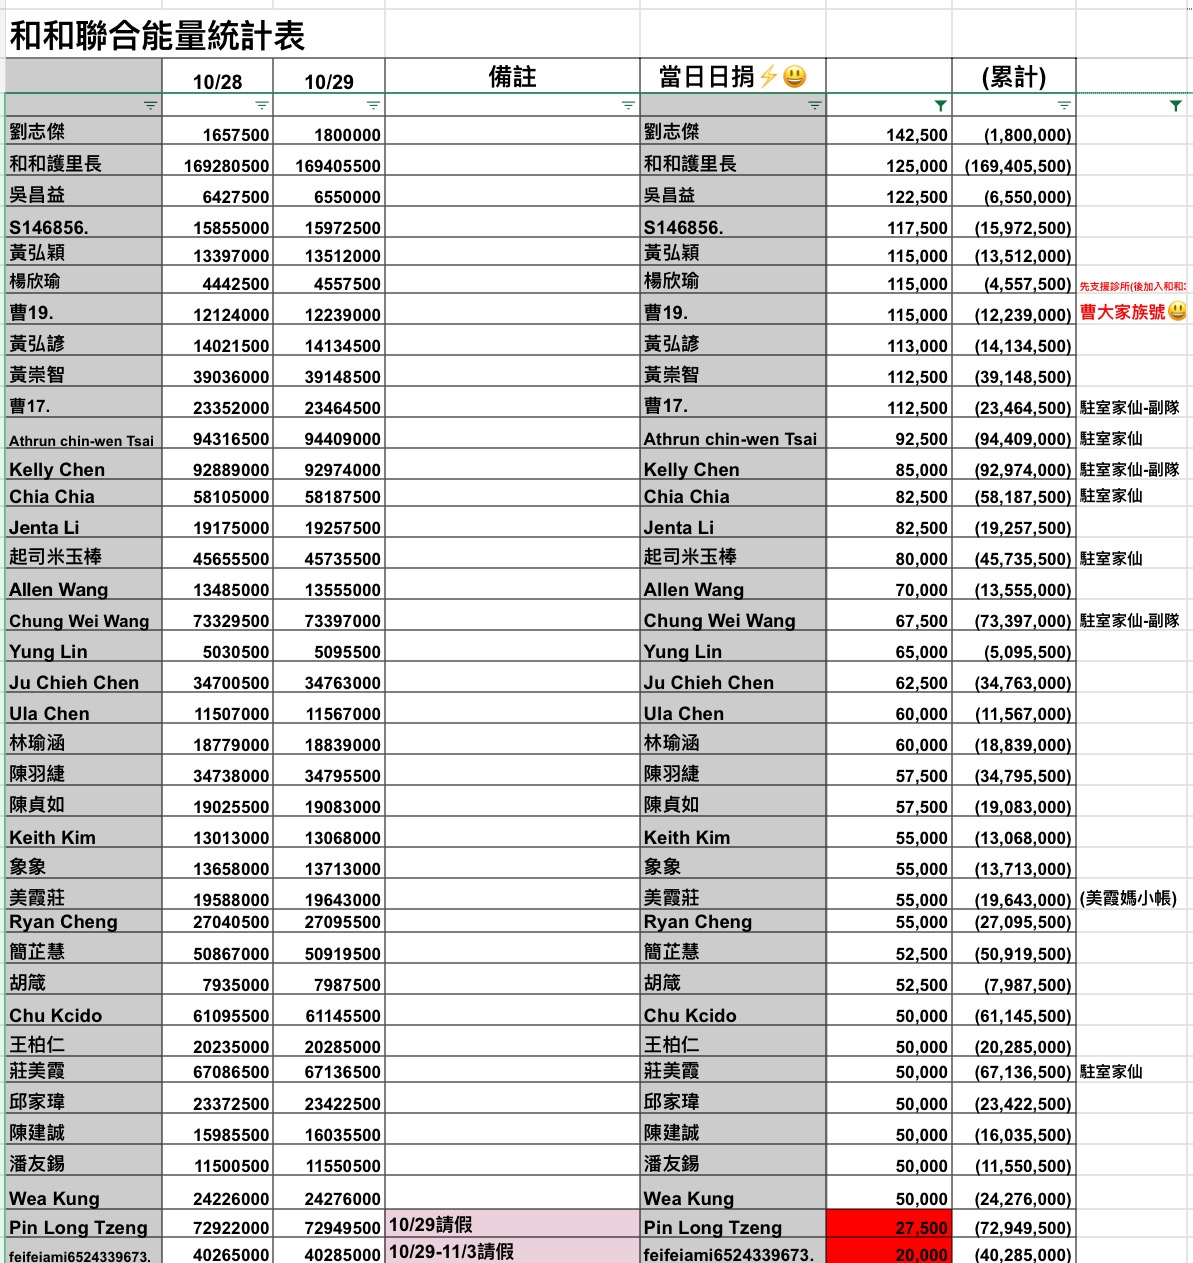 和和聯合能量統計表
10/28 10/29 備註 當日日捐⚡😃 (累計)
劉志傑 1657500 1800000 劉志傑 142,500 (1,800,000)
和和護里長 169280500 169405500 和和護里長 125,000 (169,405,500)
吳昌益 6427500 6550000 吳昌益 122,500 (6,550,000)
S146856. 15855000 15972500 S146856. 117,500 (15,972,500)
黃弘穎 13397000 13512000 黃弘穎 115,000 (13,512,000)
楊欣瑜 4442500 4557500 楊欣瑜 115,000 (4,557,500) 先支援診所(後加入和和
曹19. 12124000 12239000 曹19. 115,000 (12,239,000) 曹大家族號😃
黃弘諺 14021500 14134500 黃弘諺 113,000 (14,134,500)
黃崇智 39036000 39148500 黃崇智 112,500 (39,148,500)
曹17. 23352000 23464500 曹17. 112,500 (23,464,500) 駐室家仙-副隊
Athrun chin-wen Tsai 94316500 94409000 Athrun chin-wen Tsai 92,500 (94,409,000) 駐室家仙
Kelly Chen 92889000 92974000 Kelly Chen 85,000 (92,974,000) 駐室家仙-副隊
Chia Chia 58105000 58187500 Chia Chia 82,500 (58,187,500) 駐室家仙
Jenta Li 19175000 19257500 Jenta Li 82,500 (19,257,500)
起司米玉棒 45655500 45735500 起司米玉棒 80,000 (45,735,500) 駐室家仙
Allen Wang 13485000 13555000 Allen Wang 70,000 (13,555,000)
Chung Wei Wang 73329500 73397000 Chung Wei Wang 67,500 (73,397,000) 駐室家仙-副隊
Yung Lin 5030500 5095500 Yung Lin 65,000 (5,095,500)
Ju Chieh Chen 34700500 34763000 Ju Chieh Chen 62,500 (34,763,000)
Ula Chen 11507000 11567000 Ula Chen 60,000 (11,567,000)
林瑜涵 18779000 18839000 林瑜涵 60,000 (18,839,000)
陳羽緁 34738000 34795500 陳羽緁 57,500 (34,795,500)
陳貞如 19025500 19083000 陳貞如 57,500 (19,083,000)
Keith Kim 13013000 13068000 Keith Kim 55,000 (13,068,000)
象象 13658000 13713000 象象 55,000 (13,713,000)
美霞莊 19588000 19643000 美霞莊 55,000 (19,643,000) (美霞媽小帳)
Ryan Cheng 27040500 27095500 Ryan Cheng 55,000 (27,095,500)
簡芷慧 50867000 50919500 簡芷慧 52,500 (50,919,500)
胡箴 7935000 7987500 胡箴 52,500 (7,987,500)
Chu Kcido 61095500 61145500 Chu Kcido 50,000 (61,145,500)
王柏仁 20235000 20285000 王柏仁 50,000 (20,285,000)
莊美霞 67086500 67136500 莊美霞 50,000 (67,136,500) 駐室家仙
邱家瑋 23372500 23422500 邱家瑋 50,000 (23,422,500)
陳建誠 15985500 16035500 陳建誠 50,000 (16,035,500)
潘友錫 11500500 11550500 潘友錫 50,000 (11,550,500)
Wea Kung 24226000 24276000 Wea Kung 50,000 (24,276,000)
Pin Long Tzeng 72922000 72949500 10/29請假 Pin Long Tzeng 27,500 (72,949,500)
feifeiami6524339673. 40265000 40285000 10/29-11/3請假 feifeiami6524339673. 20,000 (40,285,000)